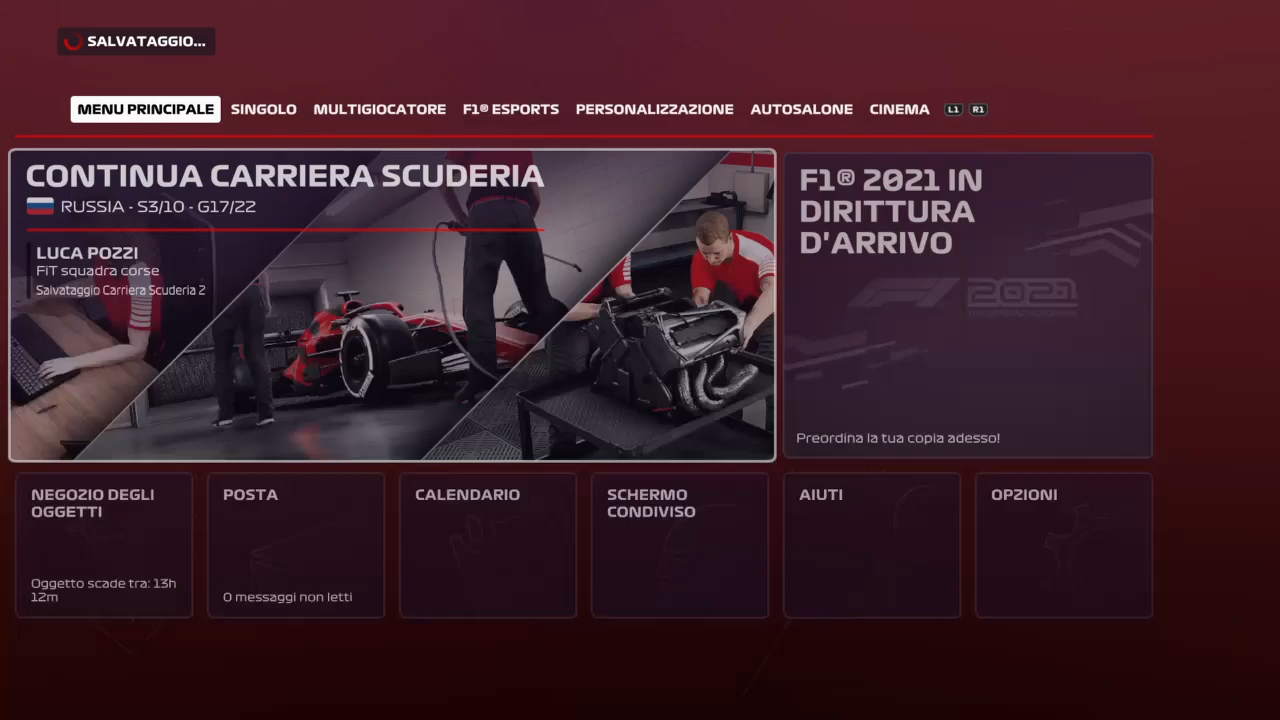 SALVATAGGIO...
MENU PRINCIPALE SINGOLO MULTIGIOCATORE F1® ESPORTS PERSONALIZZAZIONE AUTOSALONE CINEMA L1 R1
CONTINUA CARRIERA SCUDERIA
RUSSIA - S3/10 - G17/22
LUCA POZZI
FIT squadra corse
Salvataggio Carriera Scuderia 2
F1® 2021 IN
DIRITTURA
D'ARRIVO
F1 2021
Preordina la tua copia adesso!
NEGOZIO DEGLI
OGGETTI
Oggetto scade tra: 13h
12m
POSTA
0 messaggi non letti
CALENDARIO
SCHERMO
CONDIVISO
AIUTI
OPZIONI